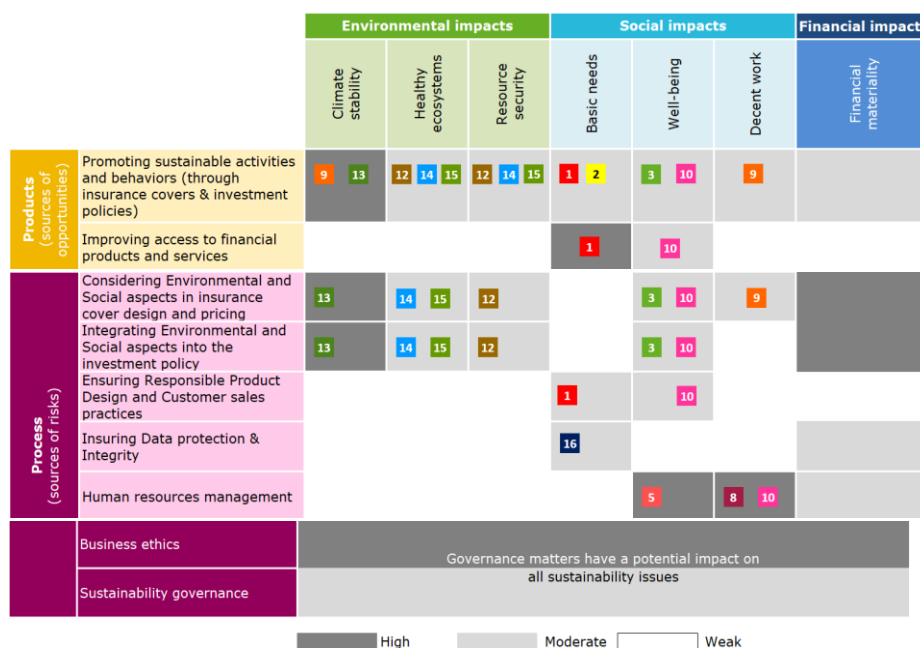 Environmental impacts
Social impacts
Financial impact
Climate
stability
Healthy
ecosystems
Resource
security
Basic needs
Well-being
Decent work
Financial
materiality
Products
(sources of
opportunities)
Promoting sustainable activities
and behaviors (through
insurance covers & investment
policies)
9 13 12 14 15 12 14 15 1 2 3 10 9
Improving access to financial
products and services
1 10
Process
(sources of risks)
Considering Environmental and
Social aspects in insurance
cover design and pricing
13 14 15 12 3 10 9
Integrating Environmental and
Social aspects into the
investment policy
13 14 15 12 3 10
Ensuring Responsible Product
Design and Customer sales
practices
1 10
Insuring Data protection &
Integrity
16
Human resources management
5 8 10
Business ethics
Governance matters have a potential impact on
all sustainability issues
Sustainability governance
High
Moderate
Weak